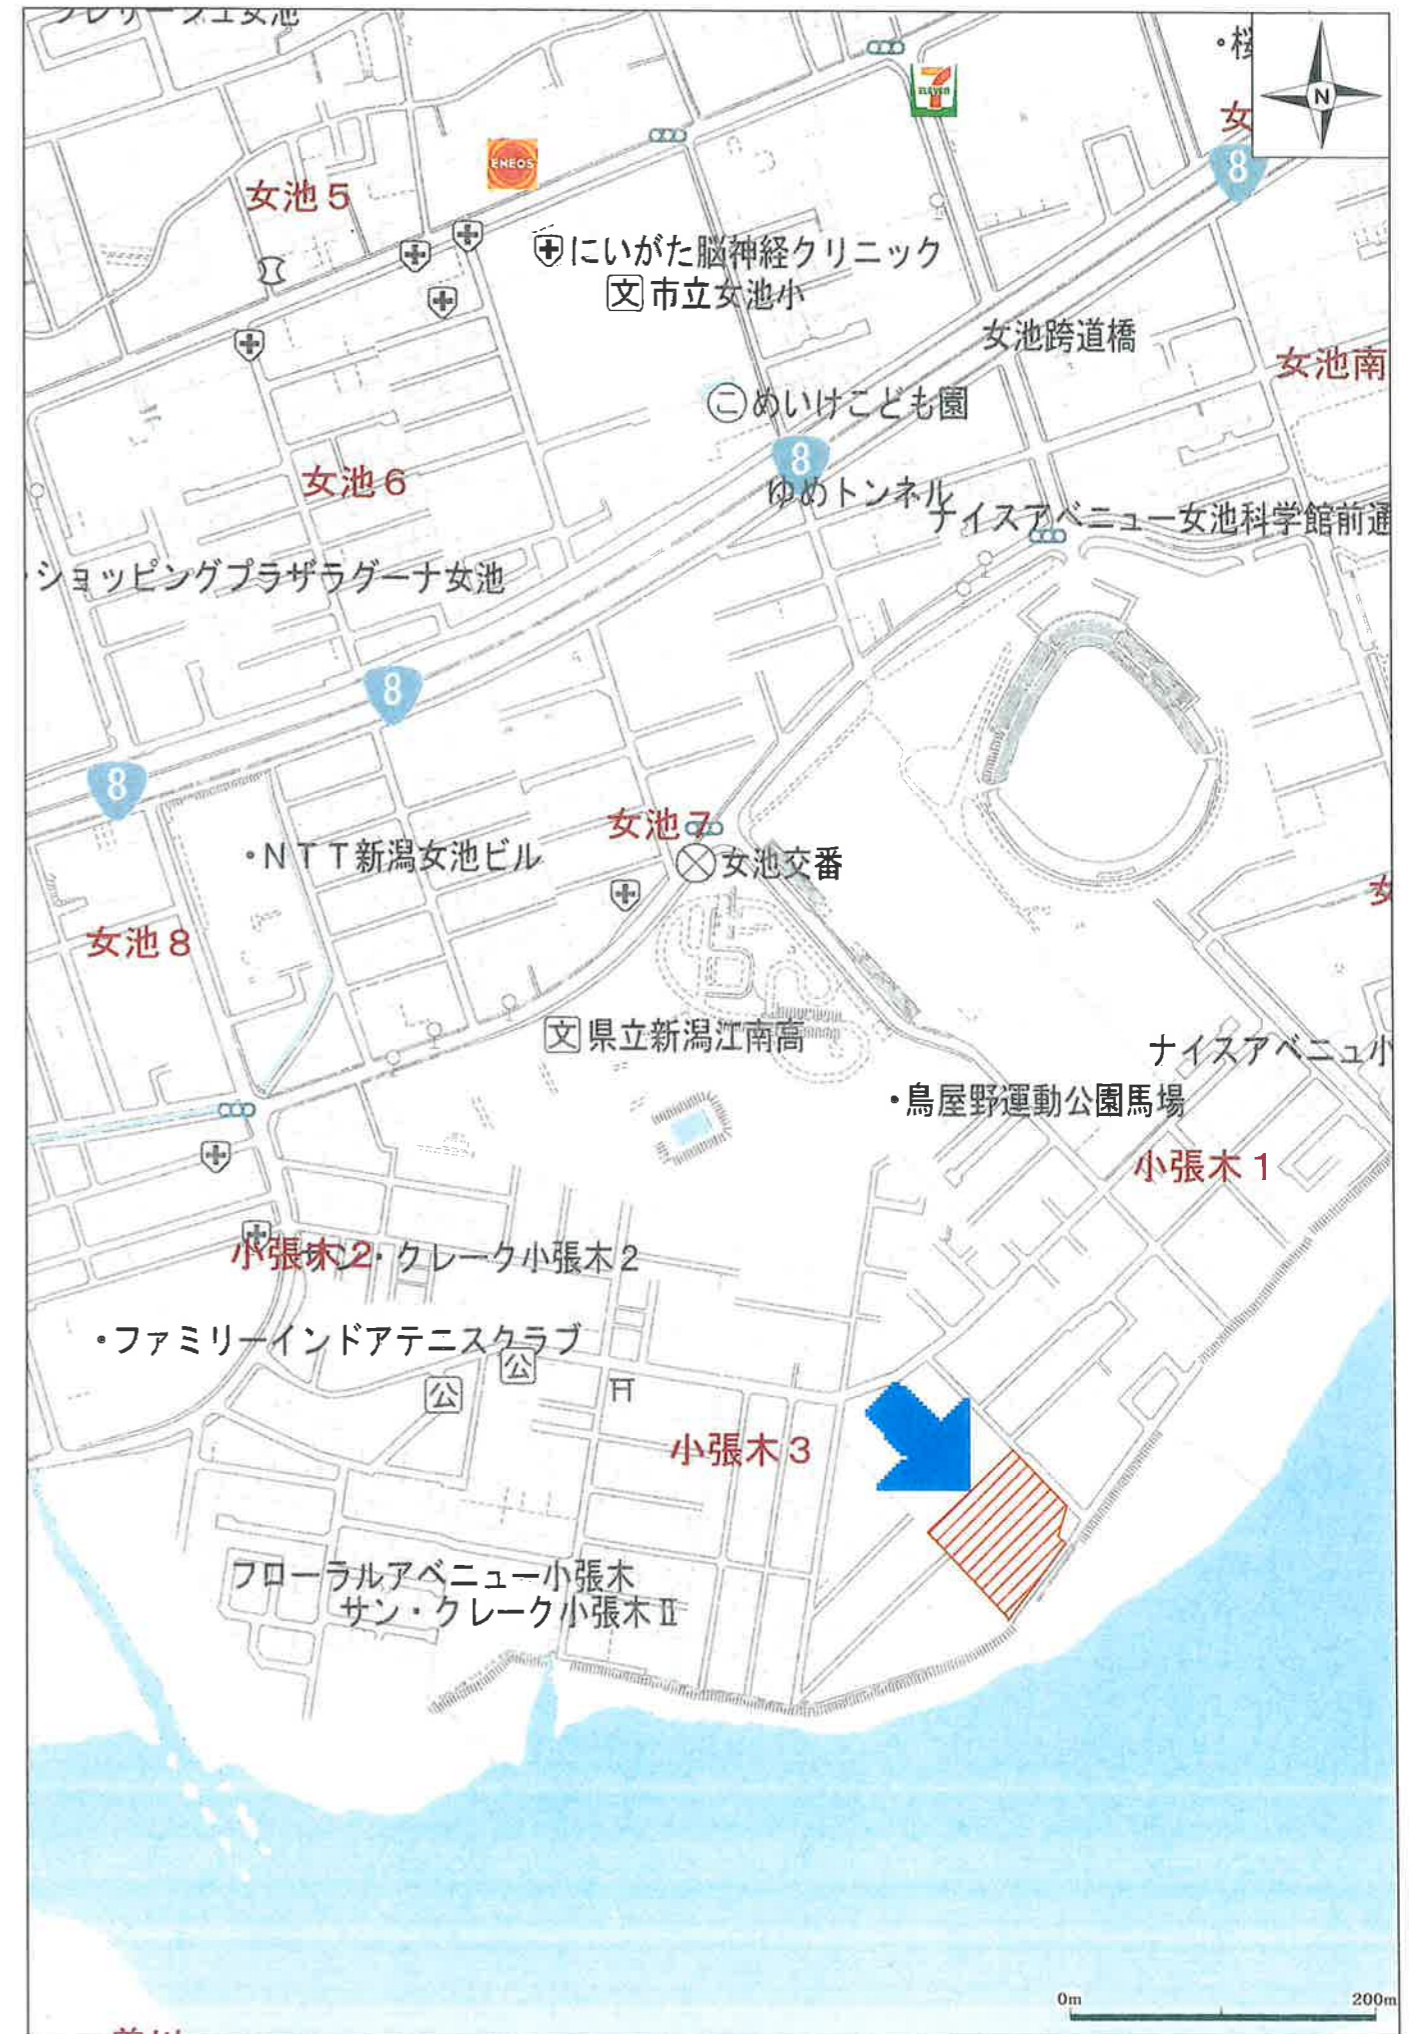 N
女
8
ELEVEN
ENEOS
女池5
にいがた脳神経クリニック
文市立女池小
女池跨道橋
女池南
こめいけこども園
8
女池6
ゆめトンネル
ナイスアベニュー女池科学館前通
ショッピングプラザラグーナ女池
8
8
女池7
女池交番
・NTT新潟女池ビル
女
女池8
文県立新潟江南高
ナイスアベニュ小
・鳥屋野運動公園馬場
小張木1
小張木2
・クレーク小張木2
・ファミリーインドアテニスクラブ
公
公
小張木3
フローラルアベニュー小張木
サン・クレーク小張木Ⅱ
0m 200m